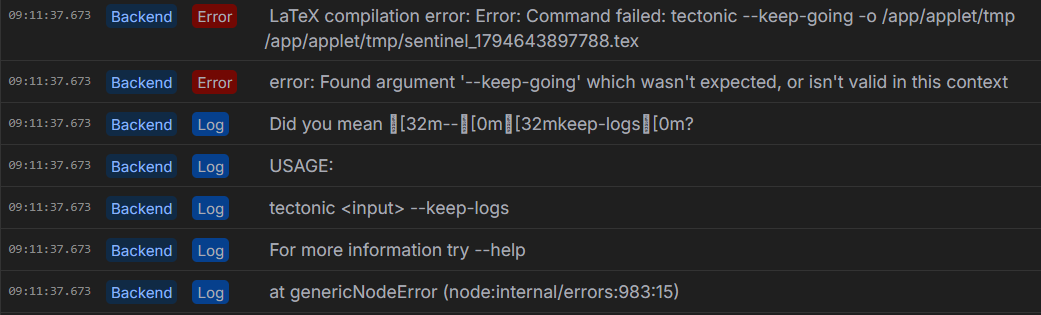 09:11:37.673 Backend Error LaTeX compilation error: Error: Command failed: tectonic --keep-going -o /app/applet/tmp
/app/applet/tmp/sentinel_1794643897788.tex
09:11:37.673 Backend Error error: Found argument '--keep-going' which wasn't expected, or isn't valid in this context
09:11:37.673 Backend Log Did you mean [32m--[0m[32mkeep-logs[0m?
09:11:37.673 Backend Log USAGE:
09:11:37.673 Backend Log tectonic <input> --keep-logs
09:11:37.673 Backend Log For more information try --help
09:11:37.673 Backend Log at genericNodeError (node:internal/errors:983:15)